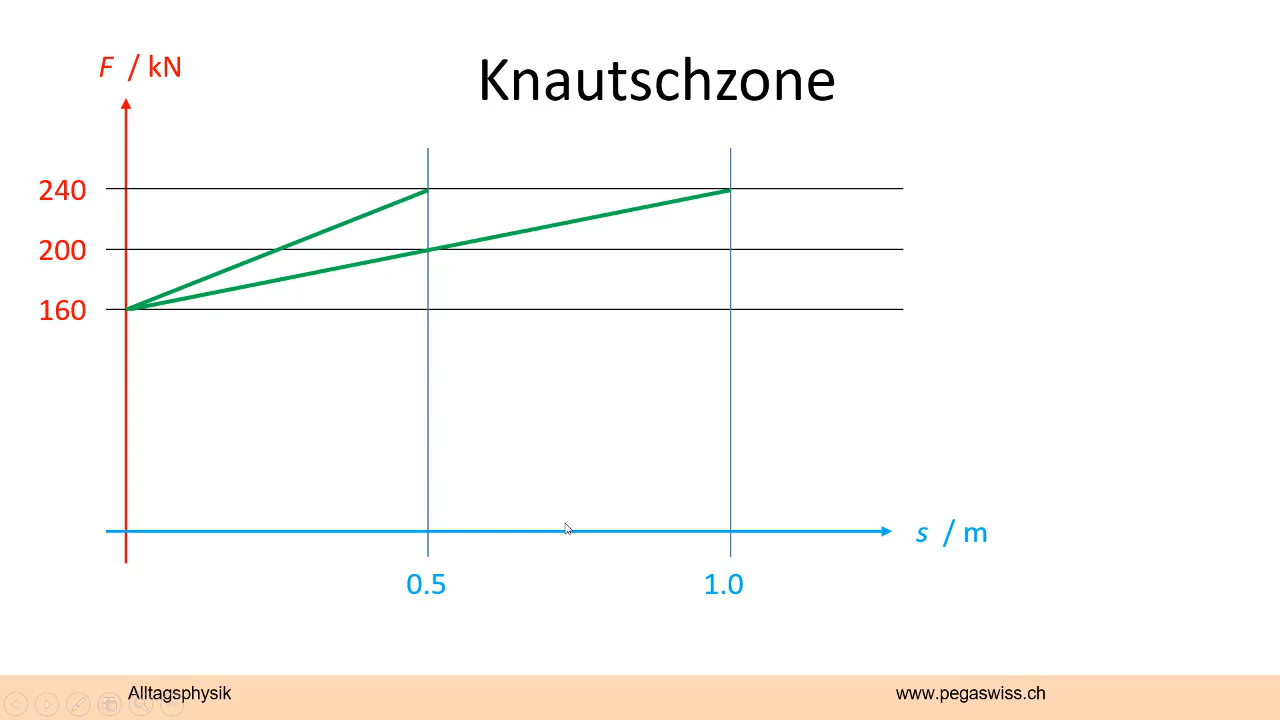 F / kN
Knautschzone
240
200
160
s / m
0.5
1.0
Alltagsphysik
www.pegaswiss.ch